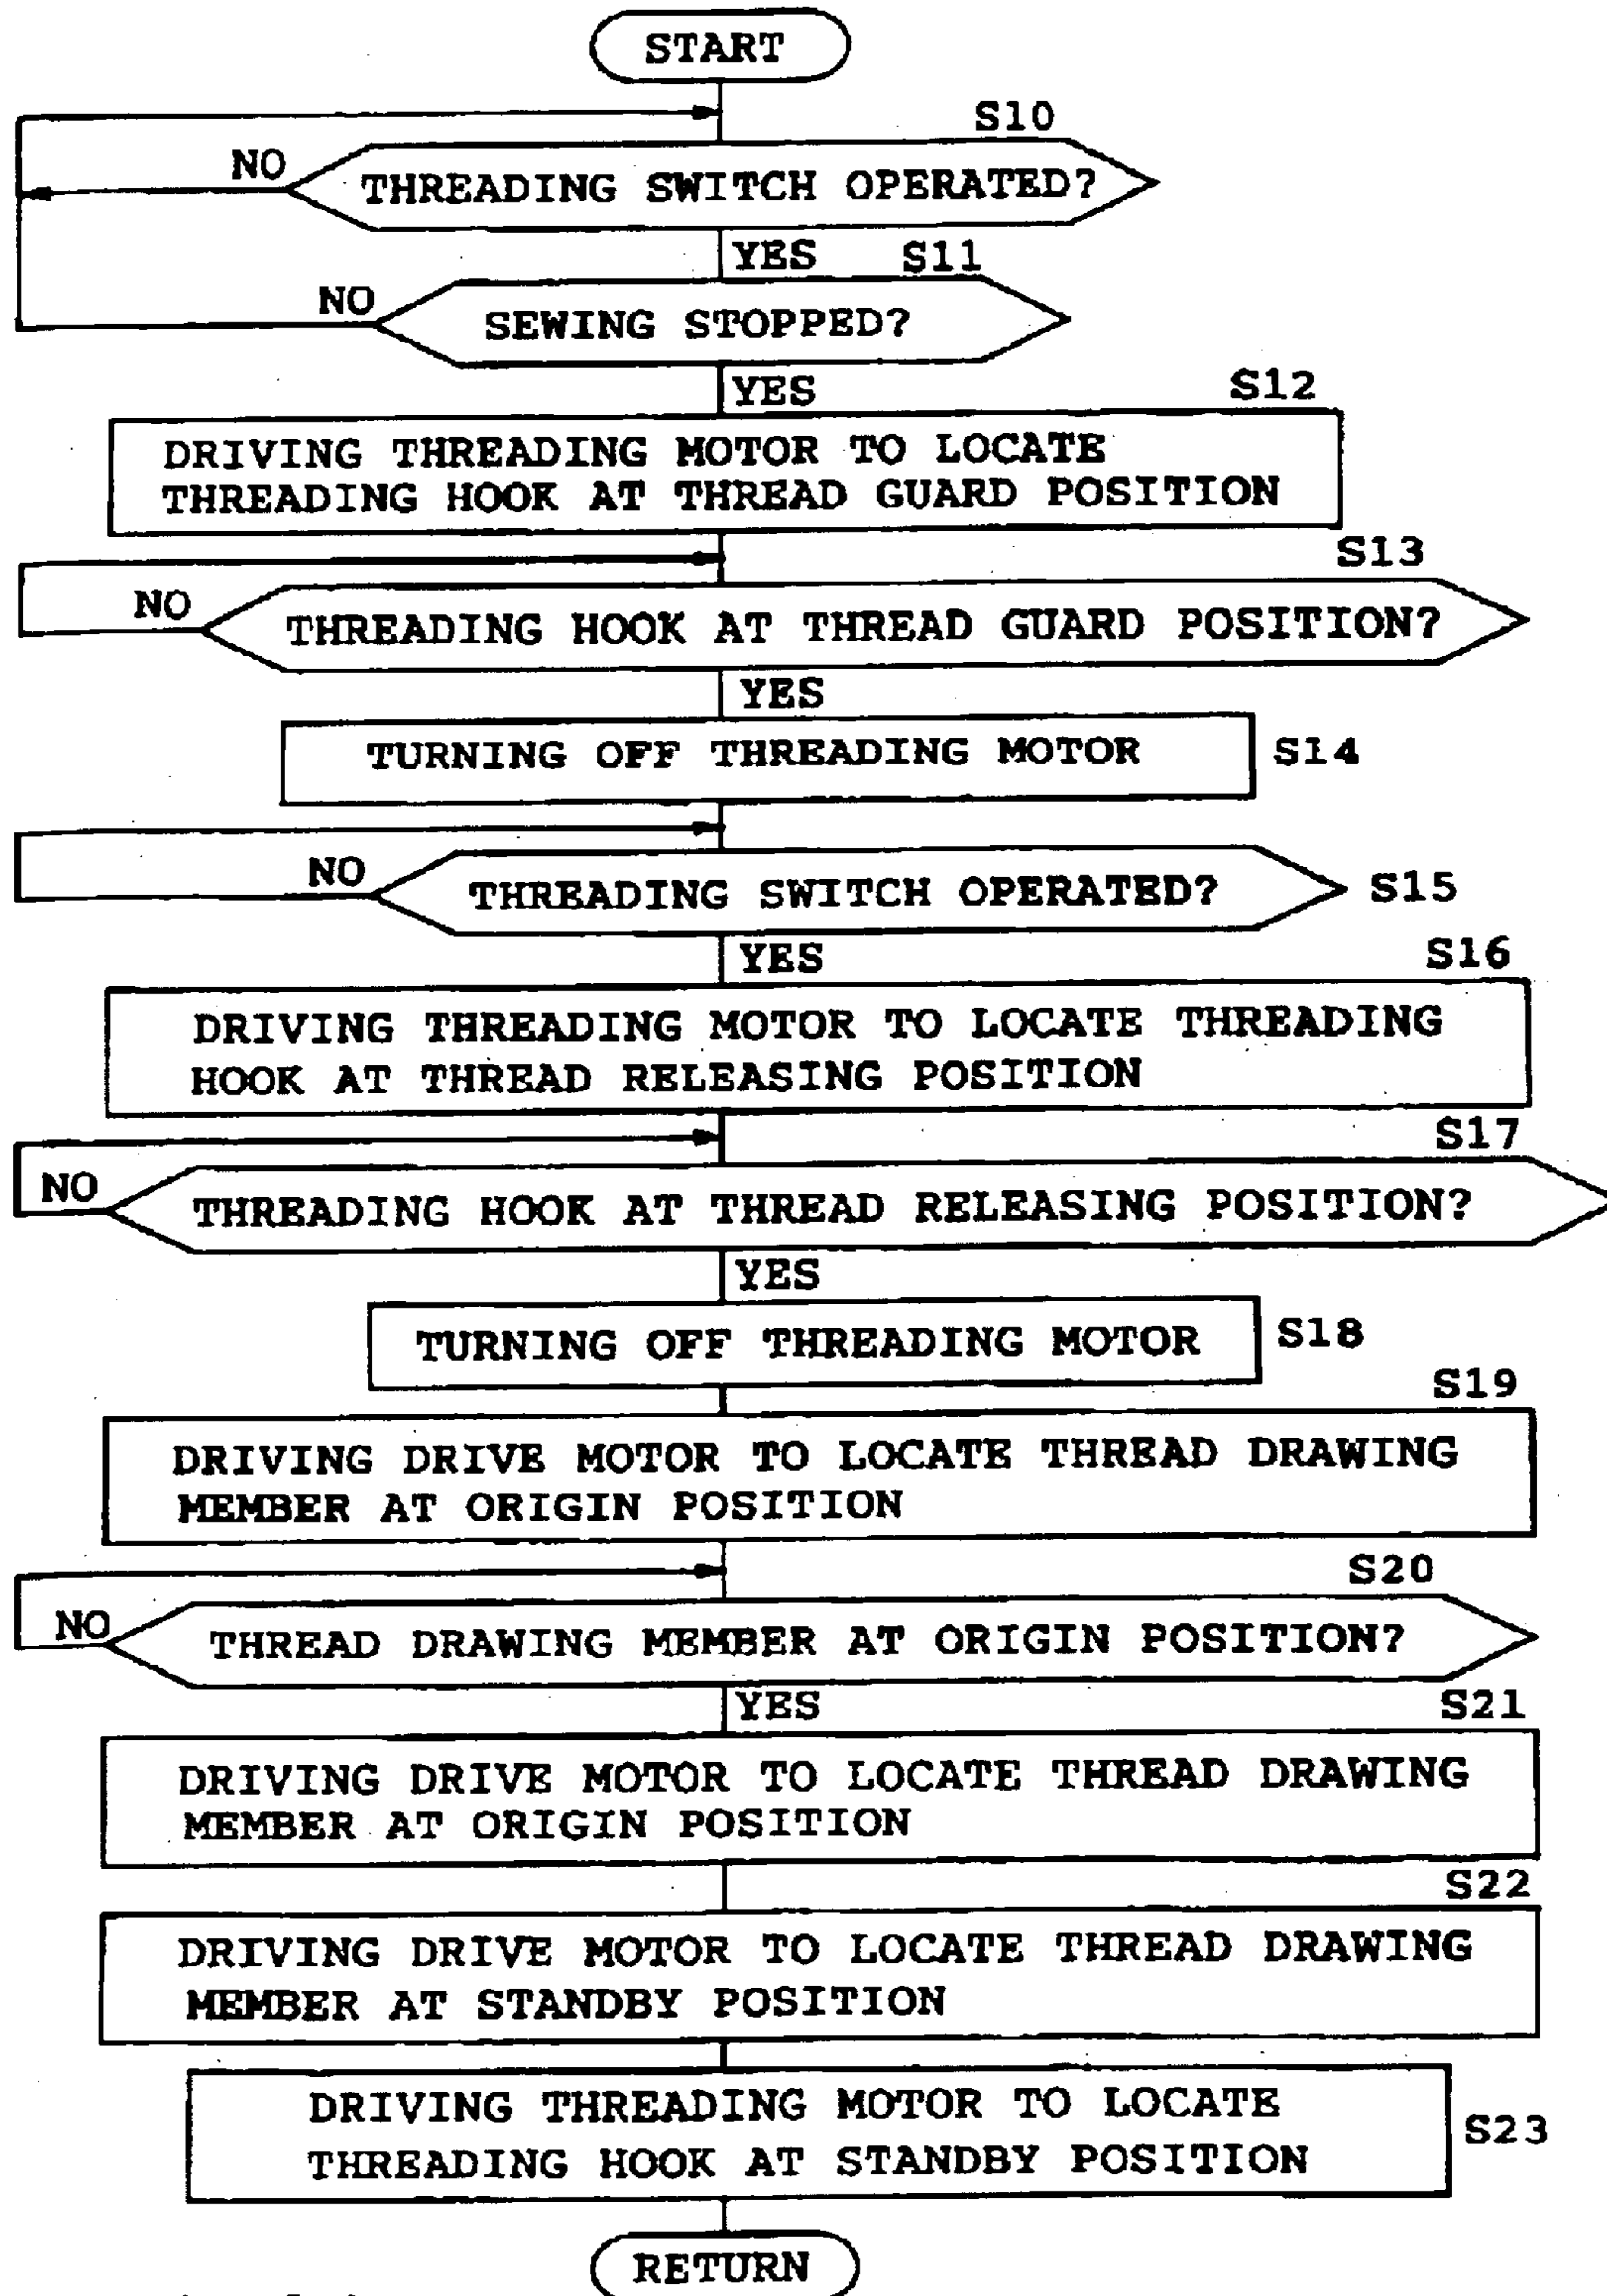 START
S10
NO
THREADING SWITCH OPERATED?
YES
S11
NO
SEWING STOPPED?
YES
S12
DRIVING THREADING MOTOR TO LOCATE
THREADING HOOK AT THREAD GUARD POSITION
S13
NO
THREADING HOOK AT THREAD GUARD POSITION?
YES
TURNING OFF THREADING MOTOR
S14
NO
THREADING SWITCH OPERATED?
S15
YES
S16
DRIVING THREADING MOTOR TO LOCATE THREADING
HOOK AT THREAD RELEASING POSITION
S17
NO
THREADING HOOK AT THREAD RELEASING POSITION?
YES
TURNING OFF THREADING MOTOR
S18
S19
DRIVING DRIVE MOTOR TO LOCATE THREAD DRAWING
MEMBER AT ORIGIN POSITION
S20
NO
THREAD DRAWING MEMBER AT ORIGIN POSITION?
YES
S21
DRIVING DRIVE MOTOR TO LOCATE THREAD DRAWING
MEMBER AT ORIGIN POSITION
S22
DRIVING DRIVE MOTOR TO LOCATE THREAD DRAWING
MEMBER AT STANDBY POSITION
DRIVING THREADING MOTOR TO LOCATE
THREADING HOOK AT STANDBY POSITION
S23
RETURN